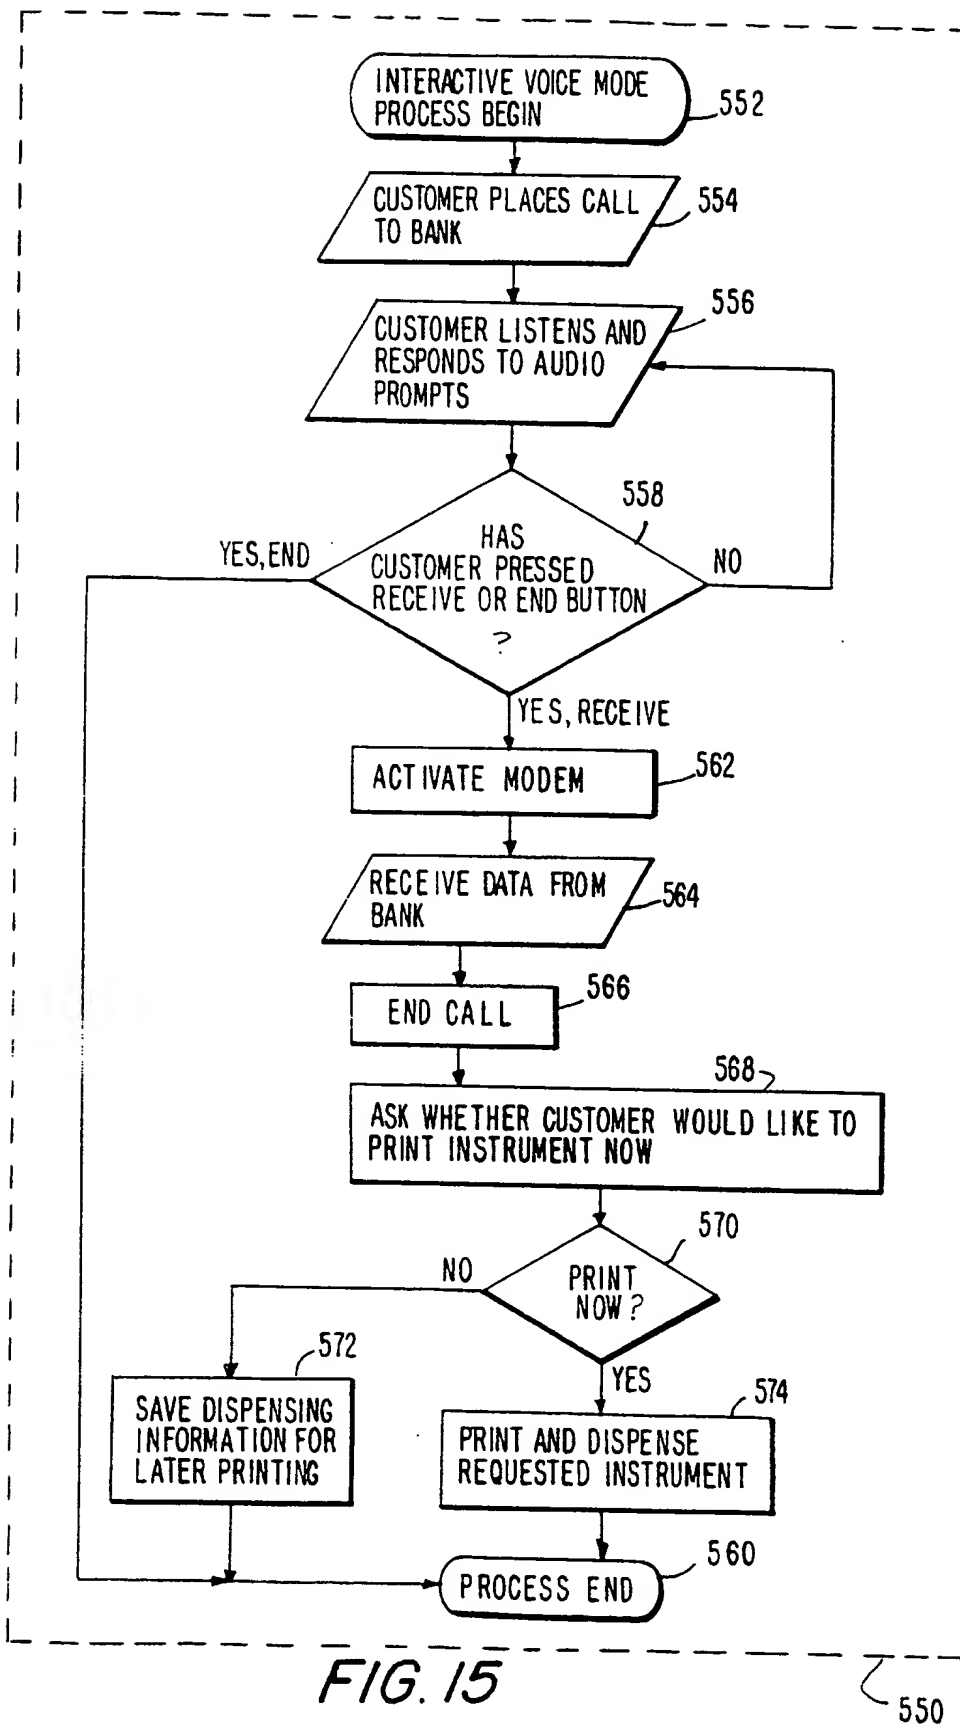 INTERACTIVE VOICE MODE
PROCESS BEGIN
552
CUSTOMER PLACES CALL
TO BANK
554
CUSTOMER LISTENS AND
RESPONDS TO AUDIO
PROMPTS
556
HAS
CUSTOMER PRESSED
RECEIVE OR END BUTTON
?
558
YES, END
NO
YES, RECEIVE
ACTIVATE MODEM
562
RECEIVE DATA FROM
BANK
564
END CALL
566
568
ASK WHETHER CUSTOMER WOULD LIKE TO
PRINT INSTRUMENT NOW
570
PRINT
NOW?
NO
YES
572
SAVE DISPENSING
INFORMATION FOR
LATER PRINTING
574
PRINT AND DISPENSE
REQUESTED INSTRUMENT
PROCESS END
560
FIG. 15
550